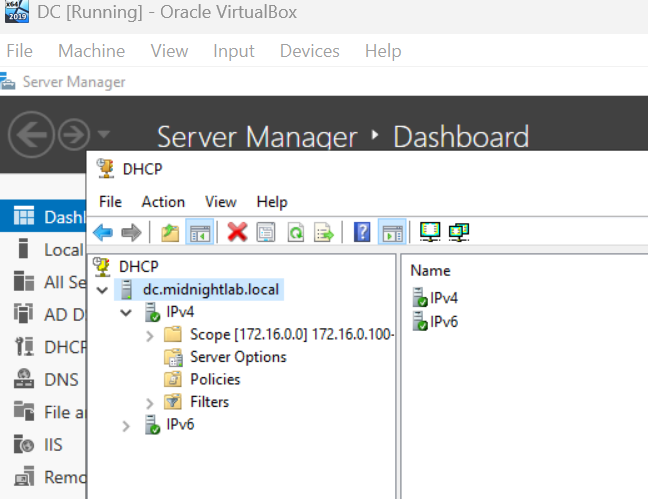 x64
2019
DC [Running] - Oracle VirtualBox
File Machine View Input Devices Help
Server Manager
Server Manager Dashboard
DHCP
File Action View Help
Dashl
Local
All Se
AD D
DHCP
DNS
File a
IIS
Remo
DHCP
dc.midnightlab.local
IPv4
Scope [172.16.0.0] 172.16.0.100-
Server Options
Policies
Filters
IPv6
Name
IPv4
IPv6